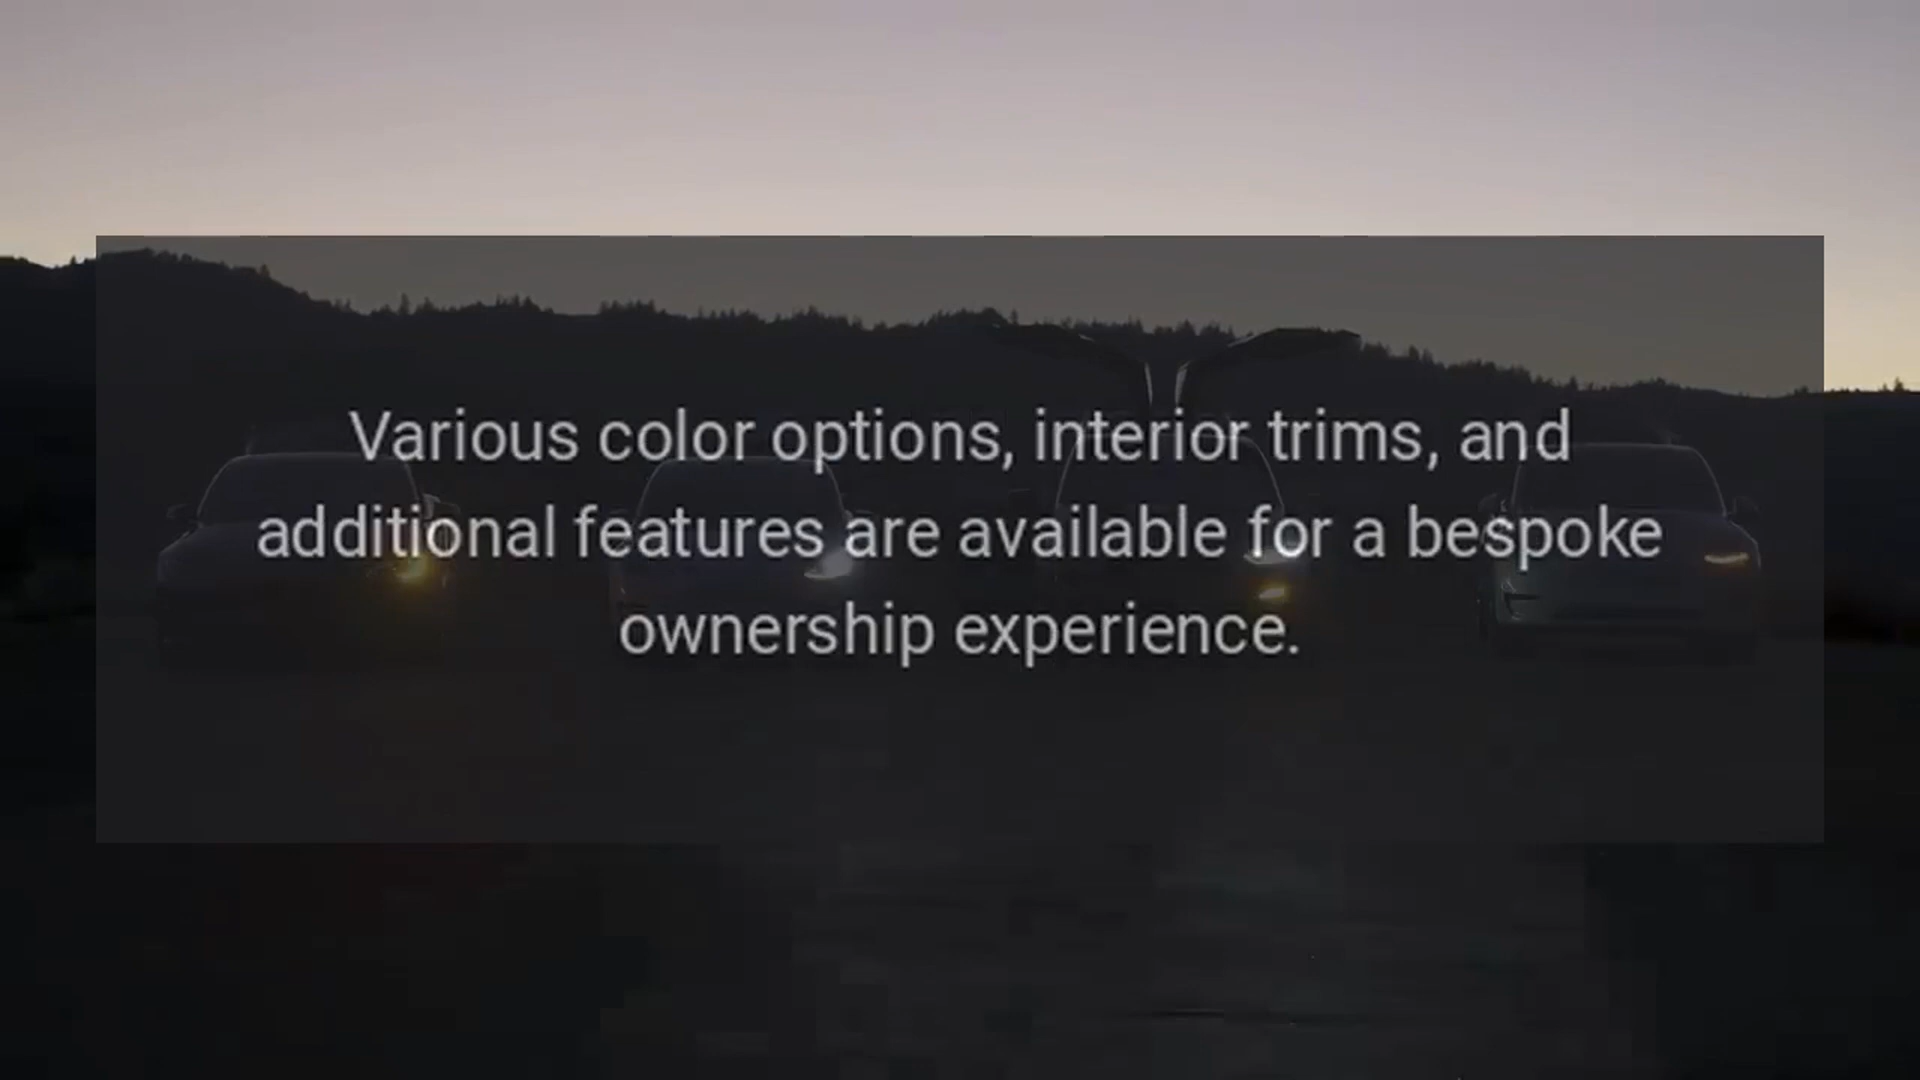 Various color options, interior trims, and
additional features are available for a bespoke
ownership experience.